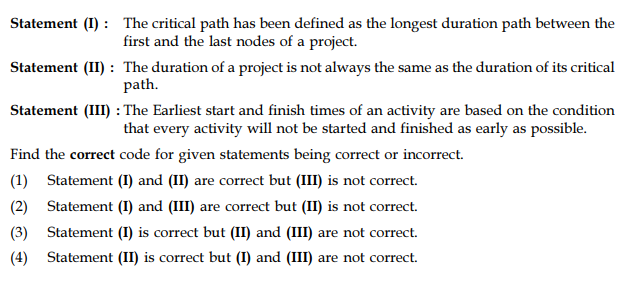 Statement (I) : The critical path has been defined as the longest duration path between the
first and the last nodes of a project.
Statement (II) : The duration of a project is not always the same as the duration of its critical
path.
Statement (III) : The Earliest start and finish times of an activity are based on the condition
that every activity will not be started and finished as early as possible.
Find the correct code for given statements being correct or incorrect.
(1) Statement (I) and (II) are correct but (III) is not correct.
(2) Statement (I) and (III) are correct but (II) is not correct.
(3) Statement (I) is correct but (II) and (III) are not correct.
(4) Statement (II) is correct but (I) and (III) are not correct.